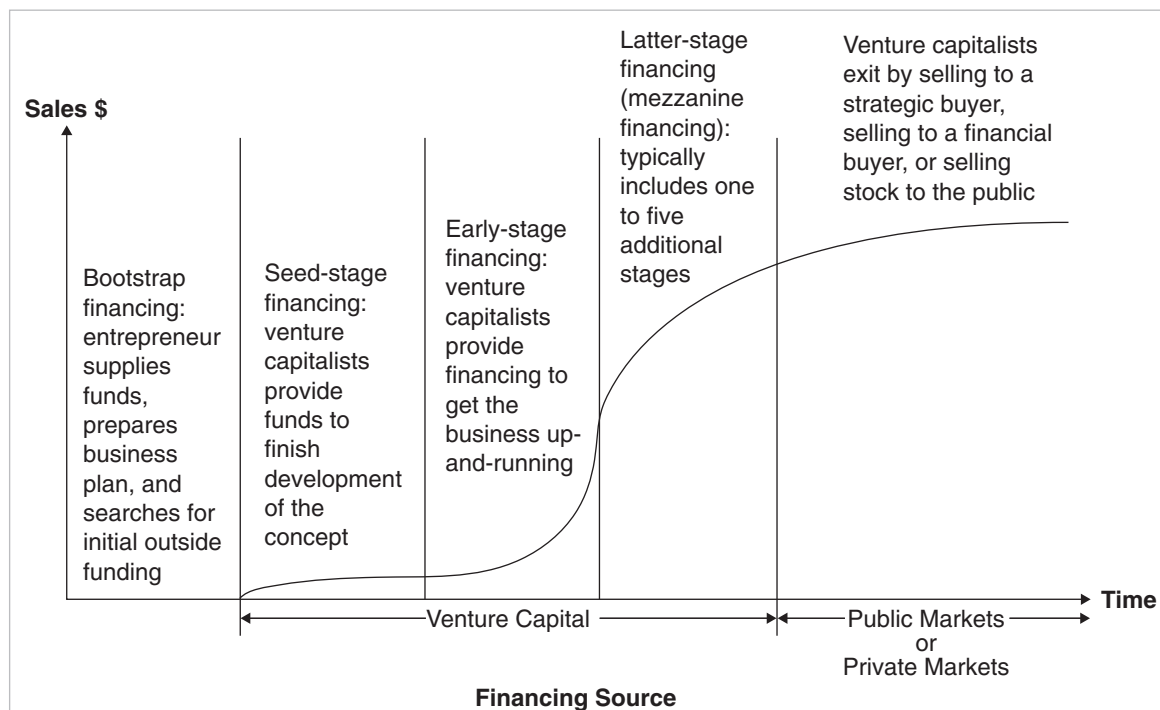 Sales $
Bootstrap
financing:
entrepreneur
supplies
funds,
prepares
business
plan, and
searches for
initial outside
funding
Seed-stage
financing:
venture
capitalists
provide
funds to
finish
development
of the
concept
Early-stage
financing:
venture
capitalists
provide
financing to
get the
business up-
and-running
Latter-stage
financing
(mezzanine
financing):
typically
includes one
to five
additional
stages
Venture capitalists
exit by selling to a
strategic buyer,
selling to a financial
buyer, or selling
stock to the public
Time
Venture Capital
Public Markets
or
Private Markets
Financing Source